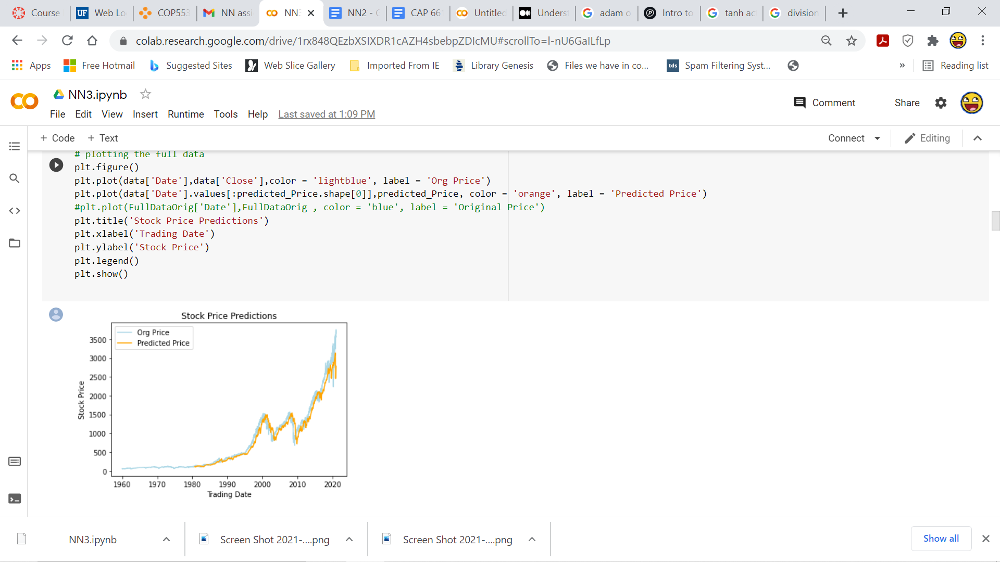 Course
UF Web Lo
COP553
NN assi
NN3
NN2 - G
CAP 66
Untitled
Underst
adam o
Intro to
tanh ac
division
colab.research.google.com/drive/1rx848QEzbXSIXDR1cAZH4sbebpZDIcMU#scrollTo=l-nU6GaILfLp
Apps
Free Hotmail
Suggested Sites
Web Slice Gallery
Imported From IE
Library Genesis
Files we have in co...
tds Spam Filtering Syst...
»
Reading list
NN3.ipynb
Comment
Share
File Edit View Insert Runtime Tools Help Last saved at 1:09 PM
+ Code + Text
Connect
Editing
# plotting the full data
plt.figure()
plt.plot(data['Date'],data['Close'],color = 'lightblue', label = 'Org Price')
plt.plot(data['Date'].values[:predicted_Price.shape[0]],predicted_Price, color = 'orange', label = 'Predicted Price')
#plt.plot(FullDataOrig['Date'],FullDataOrig , color = 'blue', label = 'Original Price')
plt.title('Stock Price Predictions')
plt.xlabel('Trading Date')
plt.ylabel('Stock Price')
plt.legend()
plt.show()
Stock Price Predictions
Org Price
Predicted Price
3500
3000
2500
2000
1500
1000
500
0
Stock Price
1960 1970 1980 1990 2000 2010 2020
Trading Date
NN3.ipynb
Screen Shot 2021-....png
Screen Shot 2021-....png
Show all